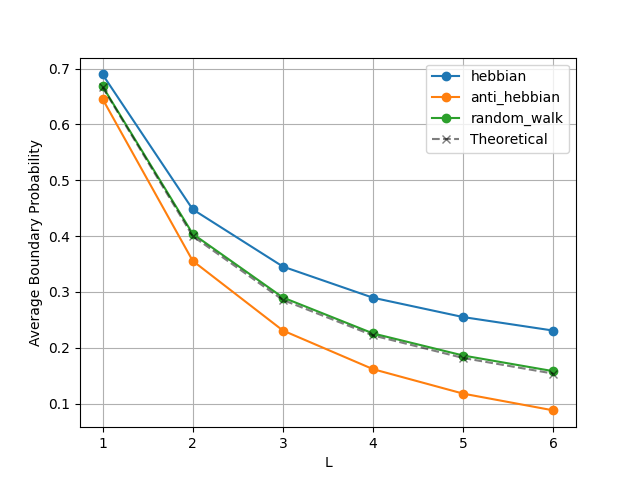 0.7
0.6
0.5
0.4
0.3
0.2
0.1
Average Boundary Probability
1 2 3 4 5 6
L
hebbian
anti_hebbian
random_walk
Theoretical